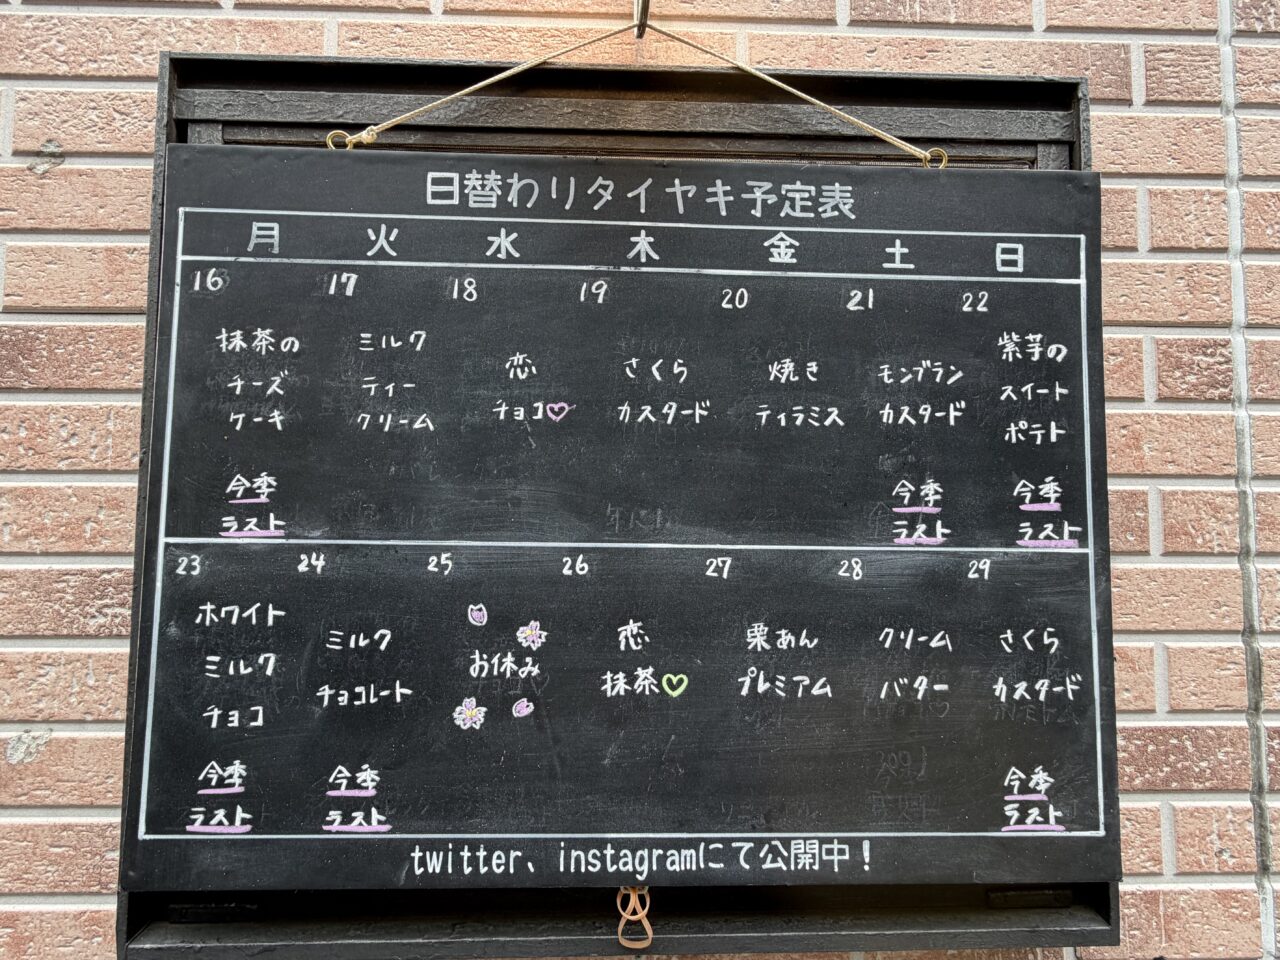 日替わりタイヤキ予定表
月 火 水 木 金 土 日
16
抹茶の
チーズ
ケーキ
今季
ラスト
17
ミルク
ティー
クリーム
18
恋
チョコ♡
19
さくら
カスタード
20
焼き
ティラミス
21
モンブラン
カスタード
今季
ラスト
22
紫芋の
スイート
ポテト
今季
ラスト
23
ホワイト
ミルク
チョコ
今季
ラスト
24
ミルク
チョコレート
今季
ラスト
25
お休み
26
恋
抹茶♡
27
栗あん
プレミアム
28
クリーム
バター
29
さくら
カスタード
今季
ラスト
twitter、instagramにて公開中！